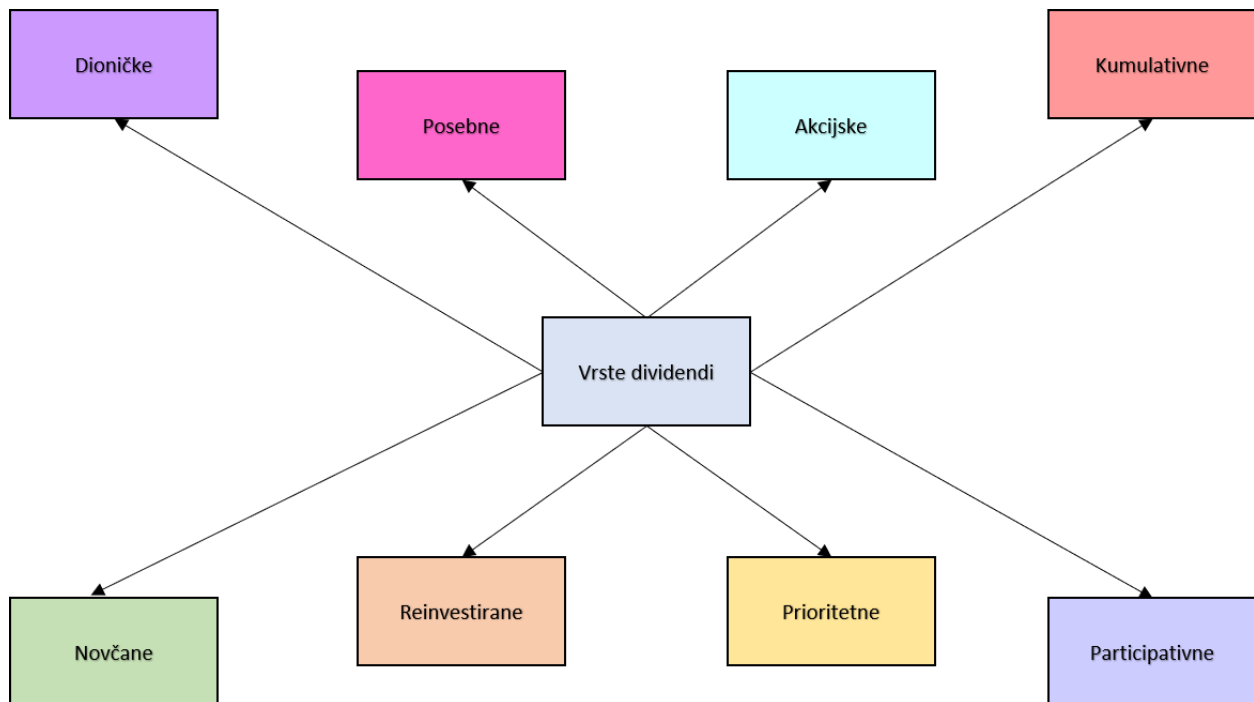 Dioničke
Kumulativne
Posebne
Akcijske
Vrste dividendi
Reinvestirane
Prioritetne
Novčane
Participativne